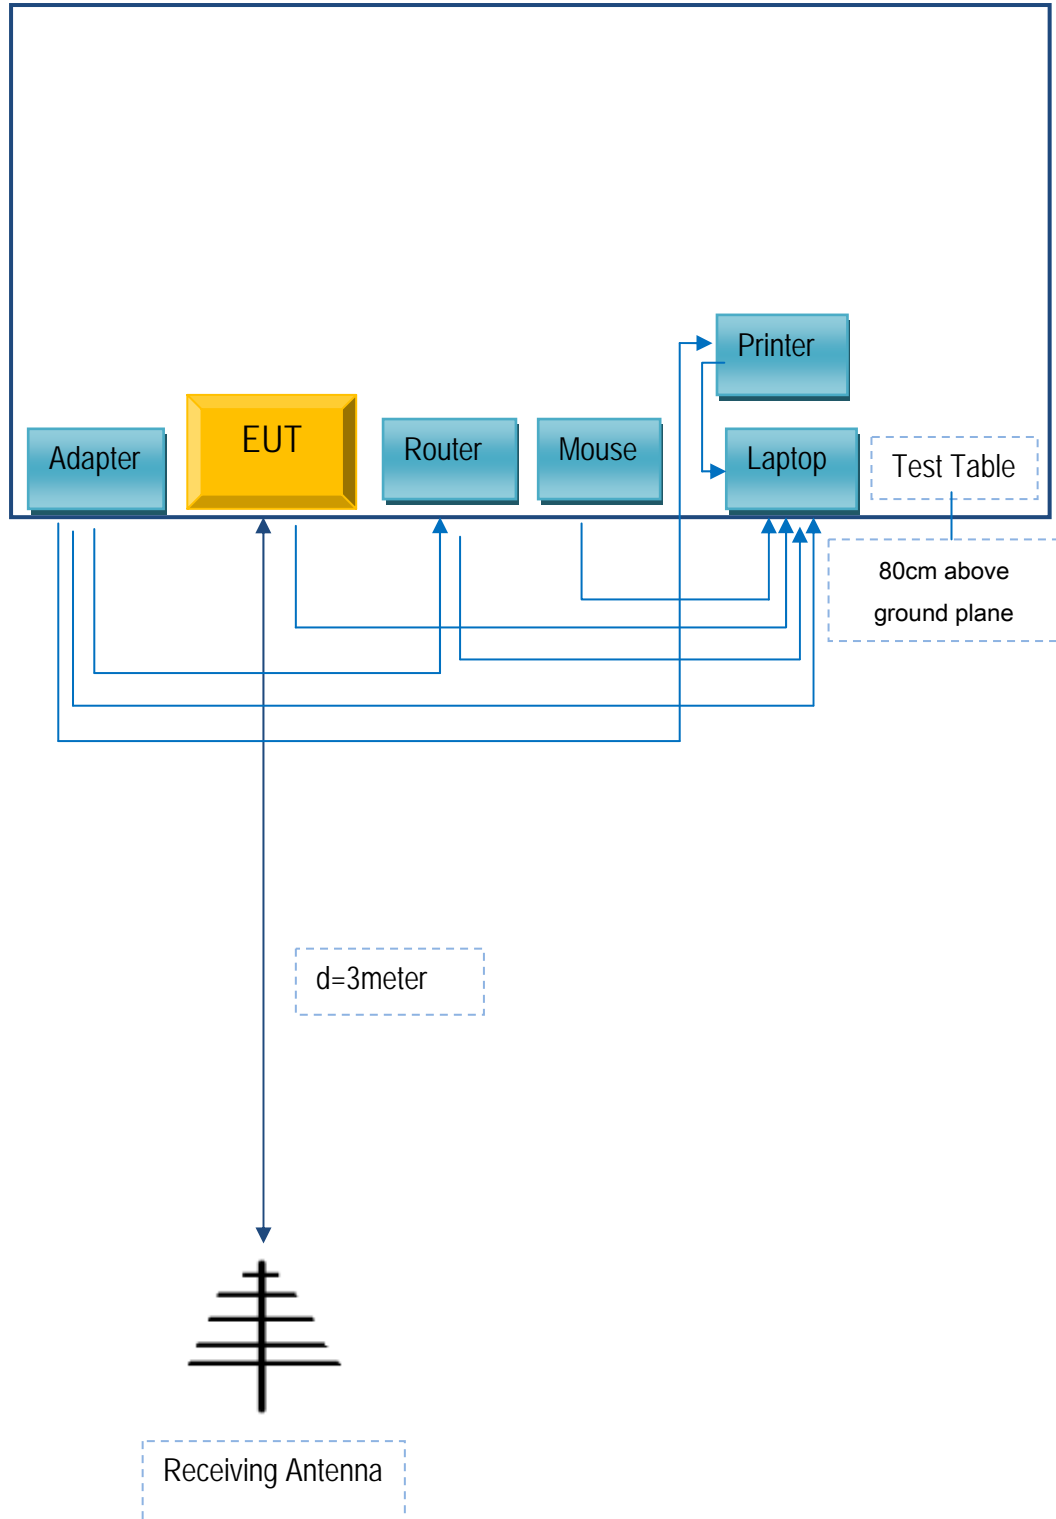 Printer
Adapter
EUT
Router
Mouse
Laptop
Test Table
80cm above
ground plane
d=3meter
Receiving Antenna